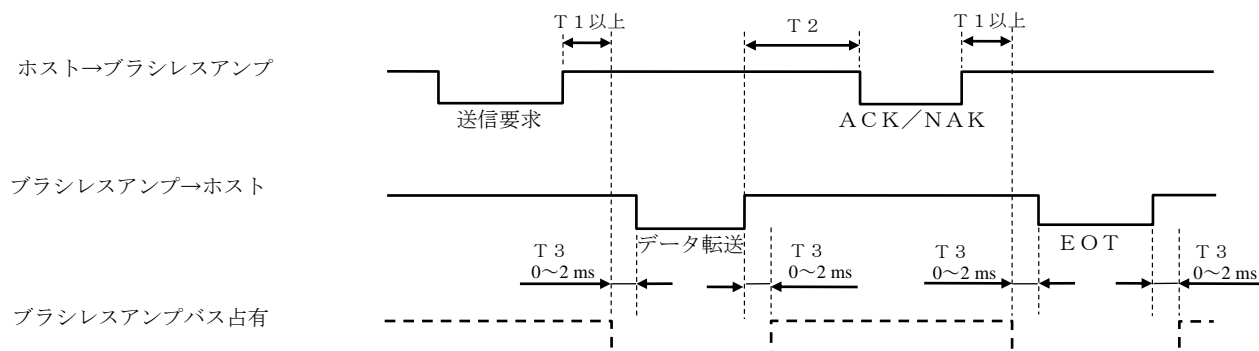 T1以上
T2
T1以上
ホスト→ブラシレスアンプ
送信要求
ACK/NAK
ブラシレスアンプ→ホスト
データ転送
EOT
T3
0~2 ms
T3
0~2 ms
T3
0~2 ms
T3
0~2 ms
ブラシレスアンプバス占有